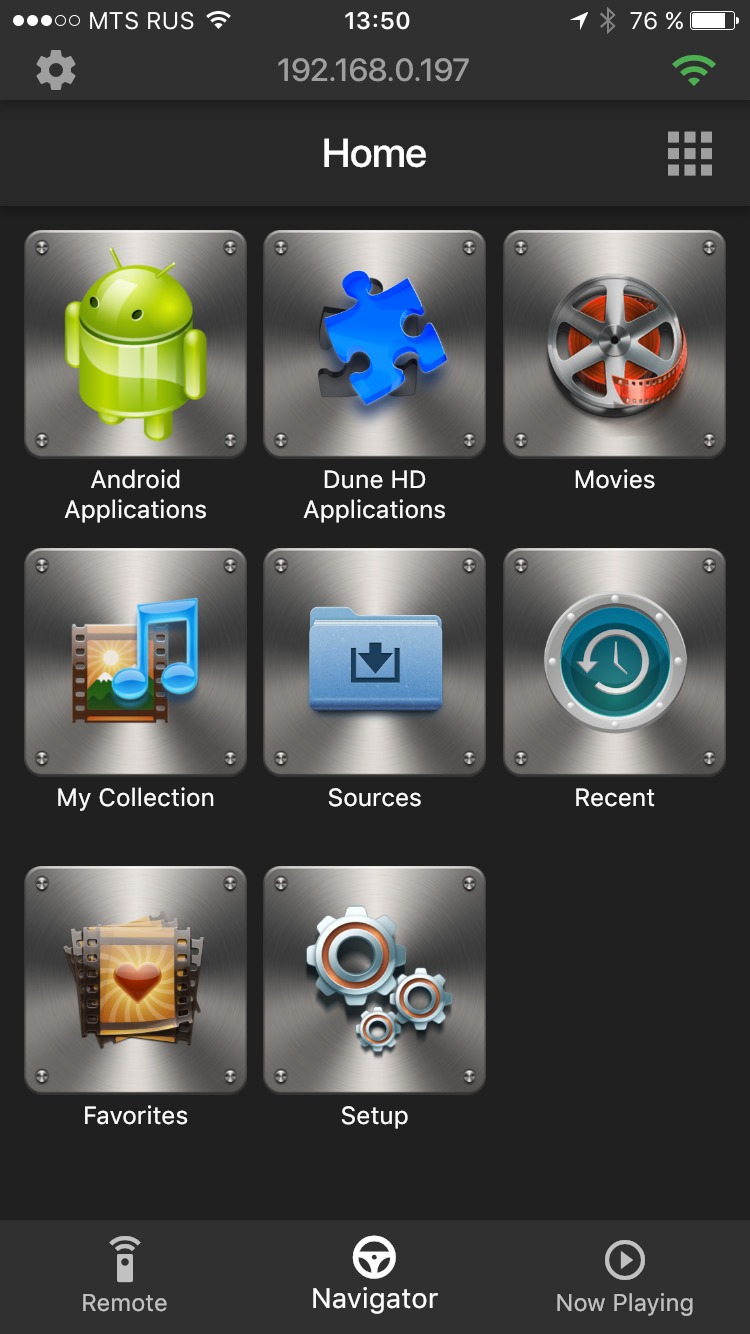 MTS RUS 13:50 76 %
192.168.0.197
Home
Android
Applications
Dune HD
Applications
Movies
My Collection
Sources
Recent
Favorites
Setup
Remote
Navigator
Now Playing